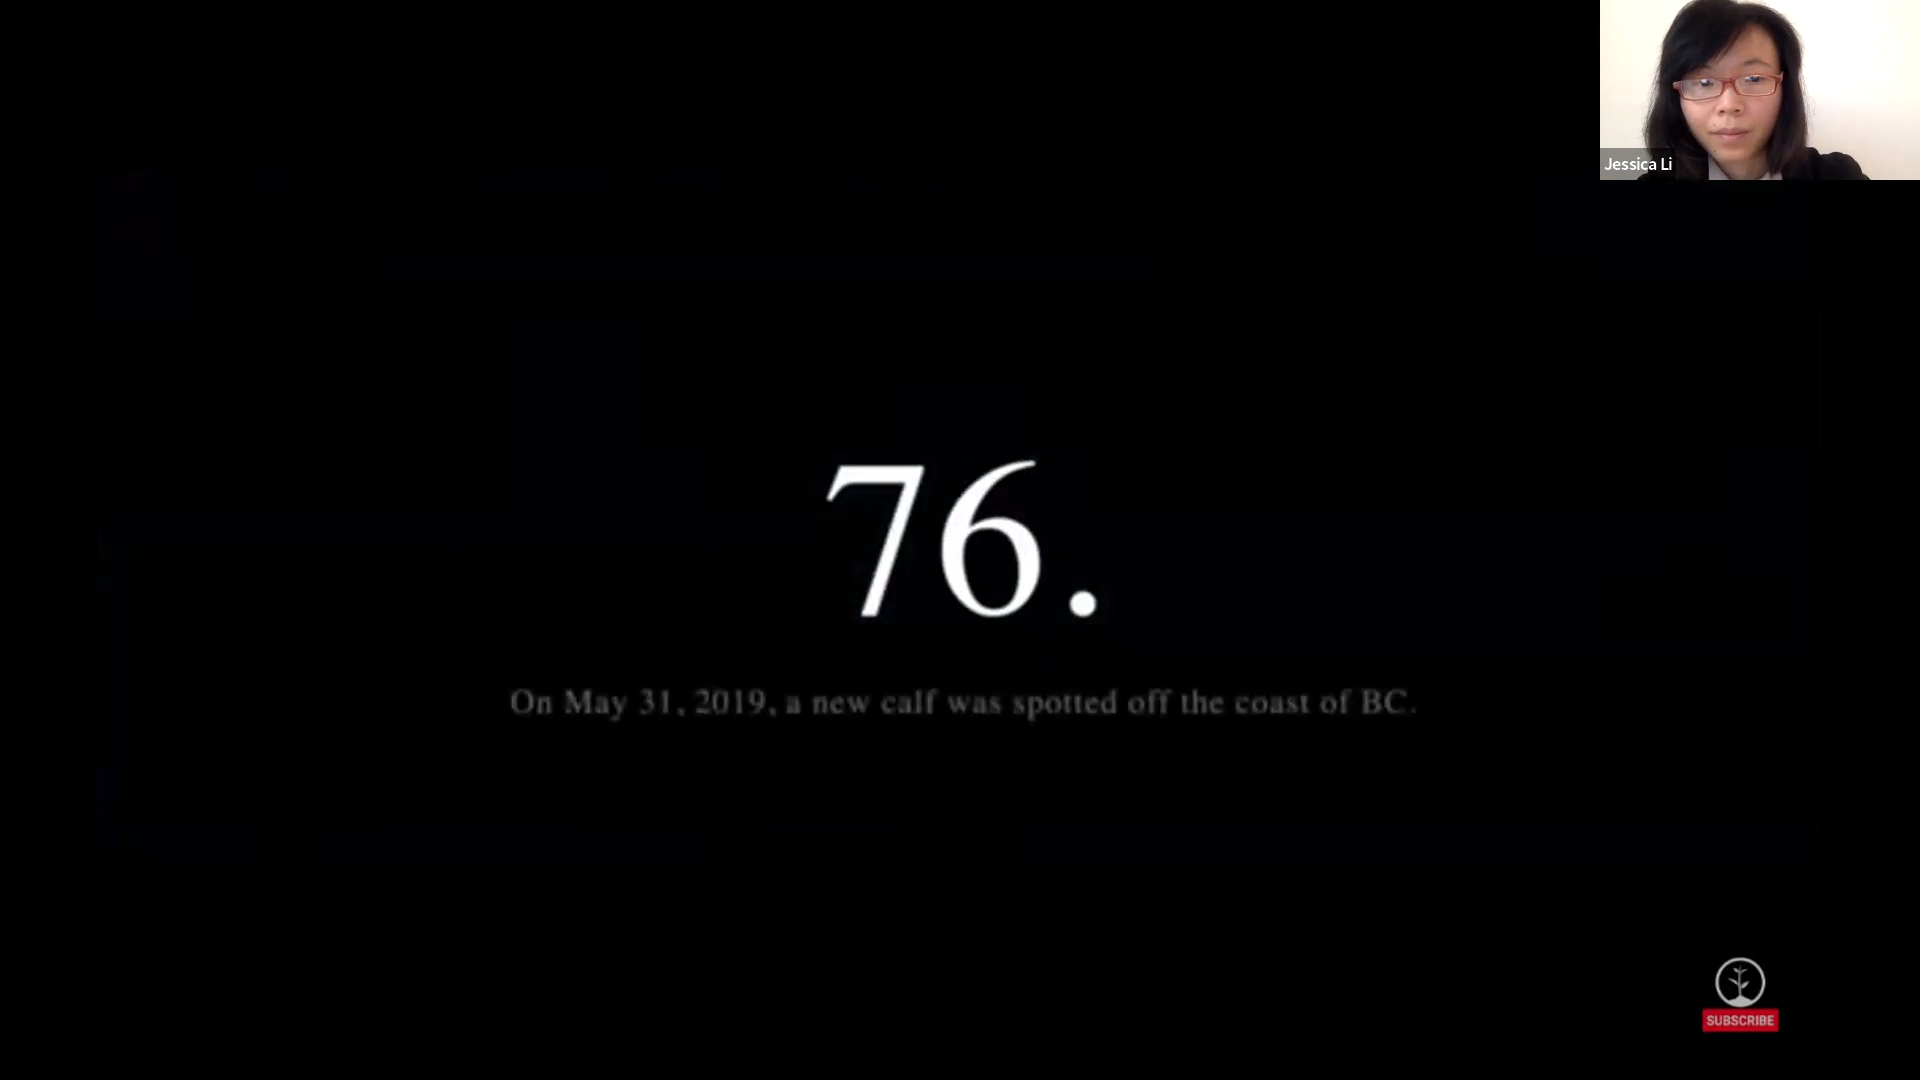 Jessica Li
76.
On May 31, 2019, a new calf was spotted off the coast of BC.
SUBSCRIBE